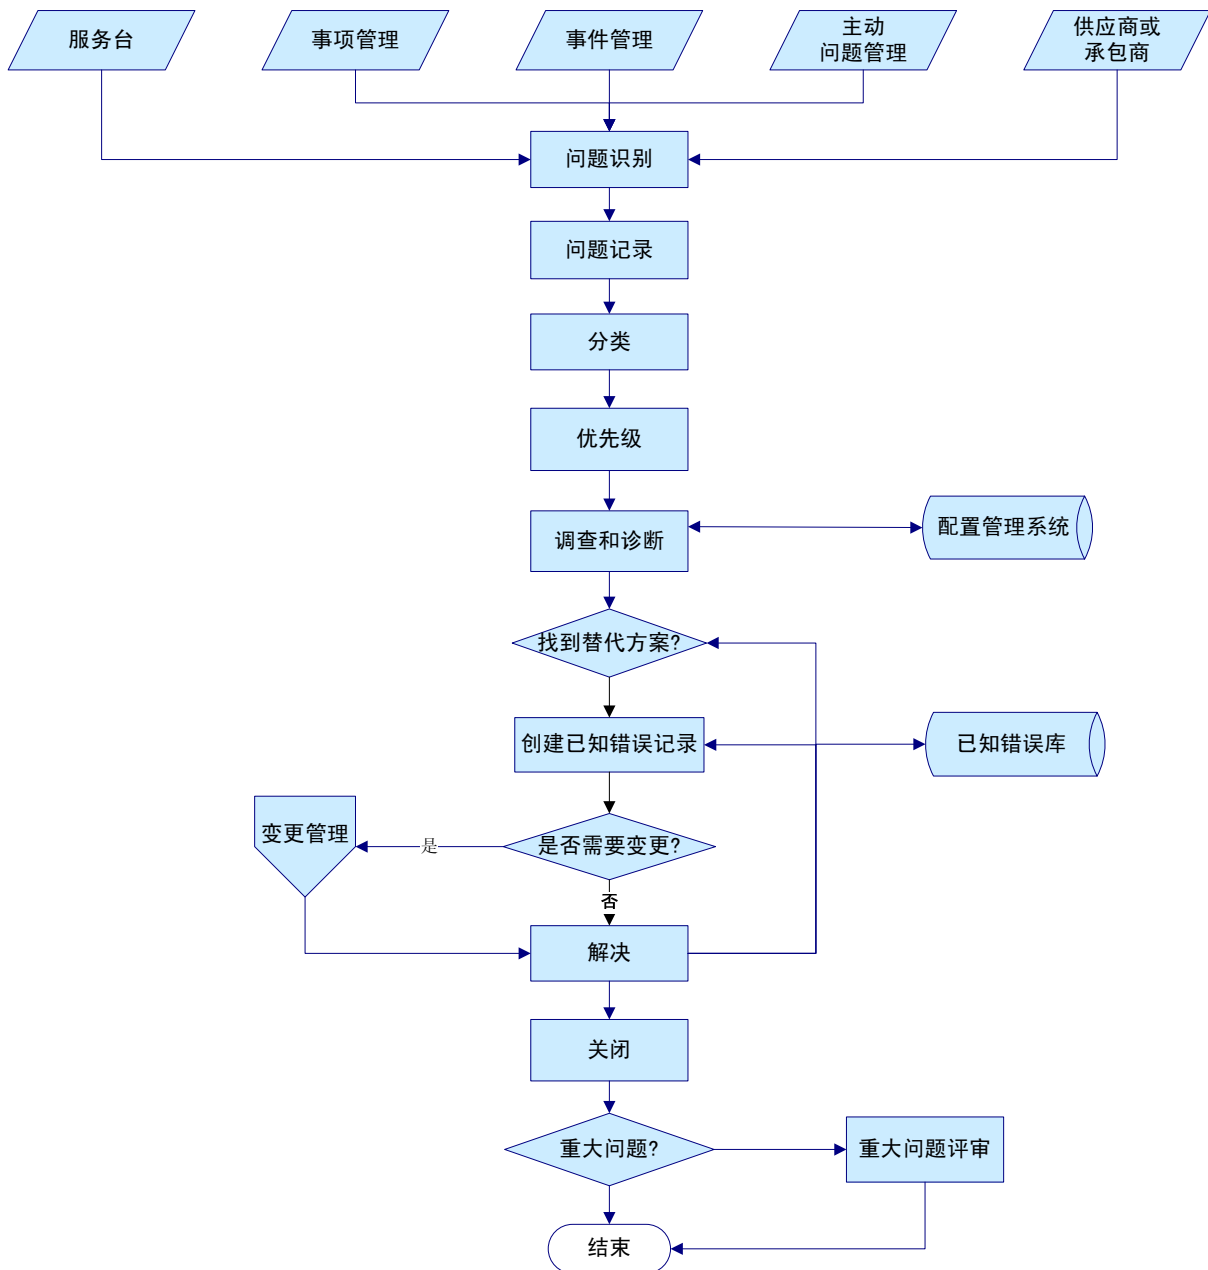 服务台
事项管理
事件管理
主动
问题管理
供应商或
承包商
问题识别
问题记录
分类
优先级
调查和诊断
配置管理系统
找到替代方案?
创建已知错误记录
已知错误库
变更管理
是
是否需要变更?
否
解决
关闭
重大问题?
重大问题评审
结束